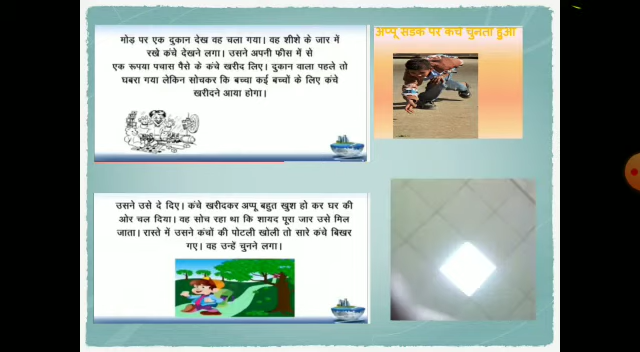 गोड़ पर एक दुकान देख वह चला गया। वह शीशे के जार में
रखे कंचे देखने लगा। उसने अपनी फीस में से
एक रूपया पचास पैसे के कंचे खरीद लिए। दुकान वाला पहले तो
घबरा गया लेकिन सोचकर कि बच्चा कई बच्चों के लिए कंचे
खरीदने आया होगा।
अप्पू सडक पर कंचे चुनता हुआ
उसने उसे दे दिए। कंचे खरीदकर अप्पू बहुत खुश हो कर घर की
ओर चल दिया। वह सोच रहा था कि शायद पूरा जार उसे मिल
जाता। रास्ते में उसने कंचों की पोटली खोली तो सारे कंचे बिखर
गए। वह उन्हें चुनने लगा।